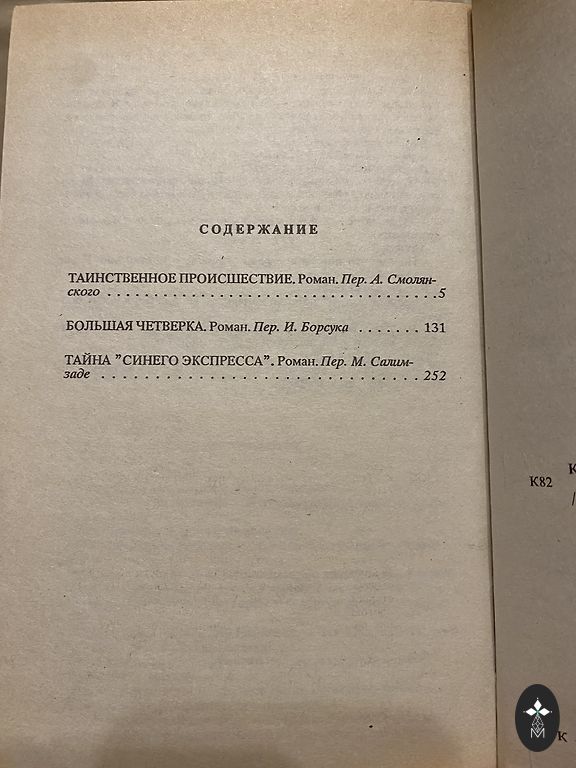 СОДЕРЖАНИЕ
ТАИНСТВЕННОЕ ПРОИСШЕСТВИЕ. Роман. Пер. А. Смолян-
ского . . . . . . . . . . . . . . . . . . . . . . . . . . . 5
БОЛЬШАЯ ЧЕТВЕРКА. Роман. Пер. И. Борсука . . . . . . . 131
ТАЙНА "СИНЕГО ЭКСПРЕССА". Роман. Пер. М. Салим-
заде . . . . . . . . . . . . . . . . . . . . . . . . . . 252
К
К82
К
М